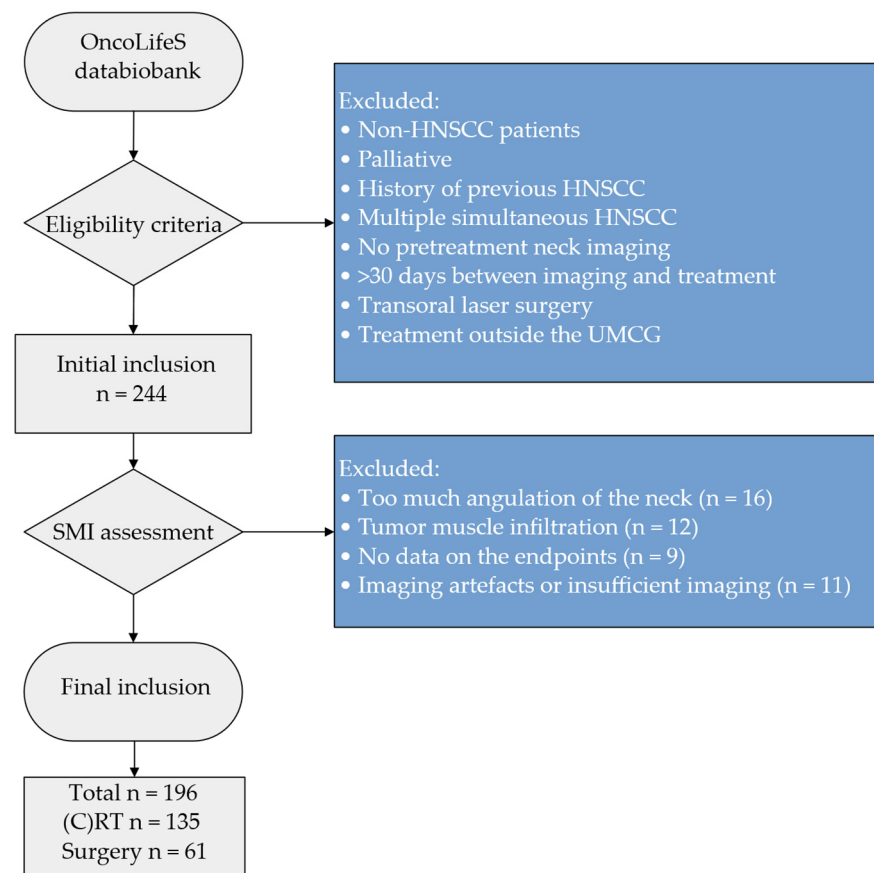 OncoLifeS
databiobank
Excluded:
• Non-HNSCC patients
• Palliative
• History of previous HNSCC
• Multiple simultaneous HNSCC
• No pretreatment neck imaging
• >30 days between imaging and treatment
• Transoral laser surgery
• Treatment outside the UMCG
Eligibility criteria
Initial inclusion
n = 244
Excluded:
• Too much angulation of the neck (n = 16)
• Tumor muscle infiltration (n = 12)
• No data on the endpoints (n = 9)
• Imaging artefacts or insufficient imaging (n = 11)
SMI assessment
Final inclusion
Total n = 196
(C)RT n = 135
Surgery n = 61